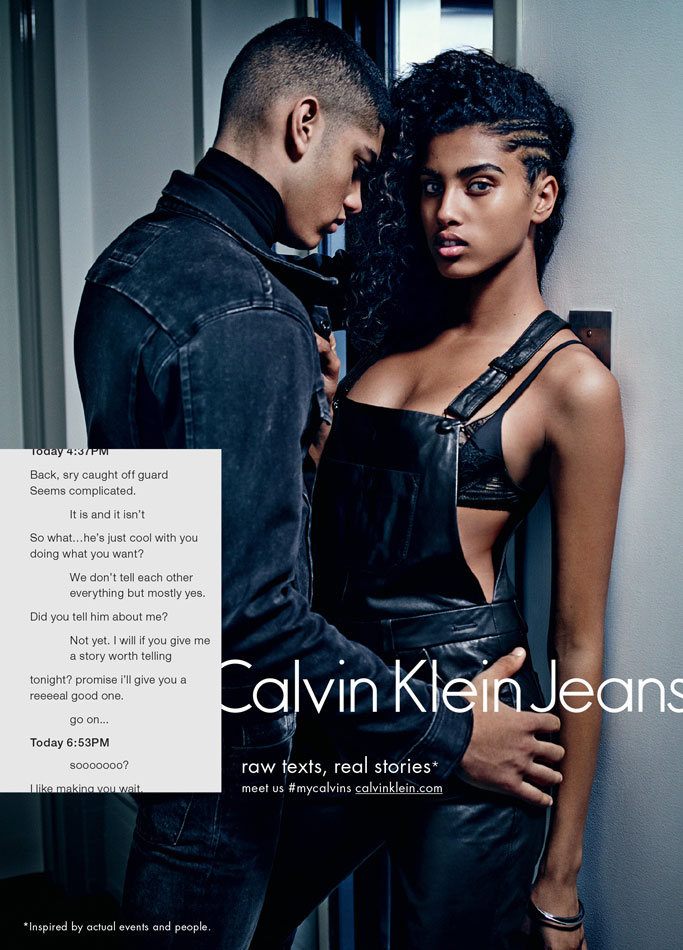 Today 4:37PM
Back, sry caught off guard
Seems complicated.
It is and it isn't
So what...he's just cool with you
doing what you want?
We don't tell each other
everything but mostly yes.
Did you tell him about me?
Not yet. I will if you give me
a story worth telling
tonight? promise i'll give you a
reeeeal good one.
go on...
Today 6:53PM
sooooooo?
I like making you wait.
Calvin Klein Jeans
raw texts, real stories*
meet us #mycalvins calvinklein.com
*Inspired by actual events and people.